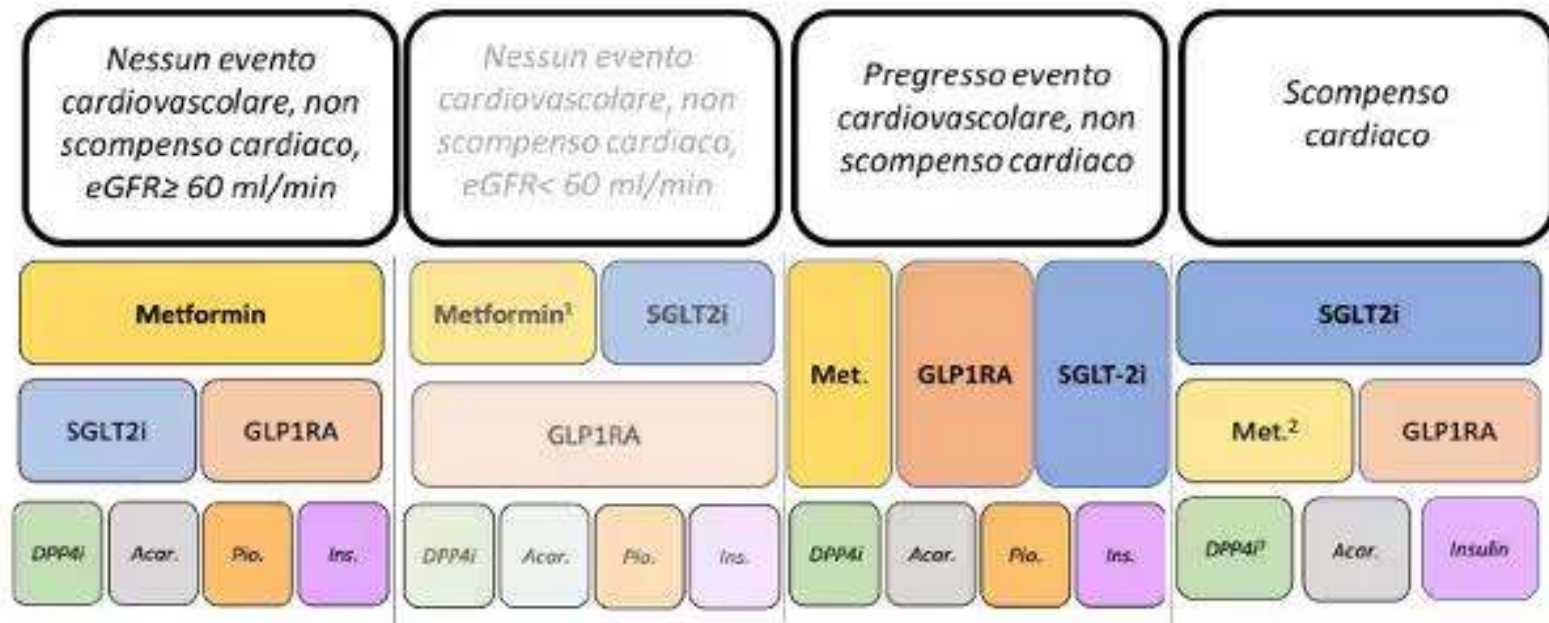 Nessun evento
cardiovascolare, non
scompenso cardiaco,
eGFR≥ 60 ml/min
Nessun evento
cardiovascolare, non
scompenso cardiaco,
eGFR< 60 ml/min
Pregresso evento
cardiovascolare, non
scompenso cardiaco
Scompenso
cardiaco
Metformin
SGLT2i
GLP1RA
DPP4i
Acar.
Pio.
Ins.
Metformin¹
SGLT2i
GLP1RA
DPP4i
Acar.
Pio.
Ins.
Met.
GLP1RA
SGLT-2i
DPP4i
Acar.
Pio.
Ins.
SGLT2i
Met.²
GLP1RA
DPP4i³
Acar.
Insulin